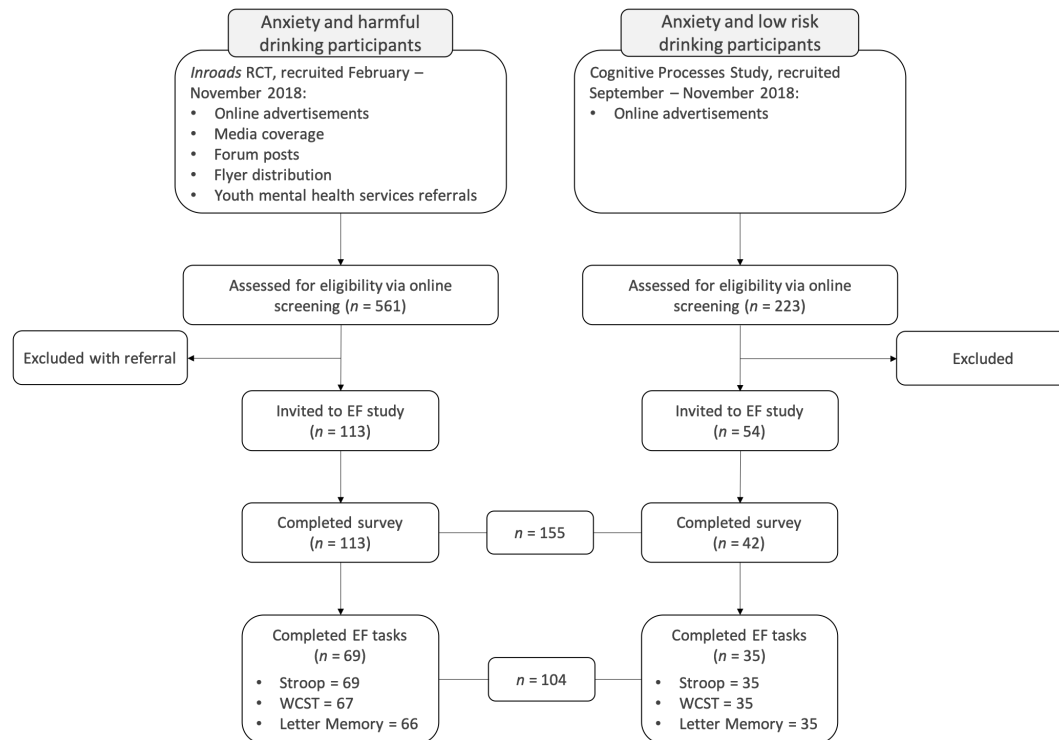 Anxiety and harmful
drinking participants
Inroads RCT, recruited February –
November 2018:
• Online advertisements
• Media coverage
• Forum posts
• Flyer distribution
• Youth mental health services referrals
Anxiety and low risk
drinking participants
Cognitive Processes Study, recruited
September – November 2018:
• Online advertisements
Assessed for eligibility via online
screening (n = 561)
Assessed for eligibility via online
screening (n = 223)
Excluded with referral
Excluded
Invited to EF study
(n = 113)
Invited to EF study
(n = 54)
Completed survey
(n = 113)
n = 155
Completed survey
(n = 42)
Completed EF tasks
(n = 69)
• Stroop = 69
• WCST = 67
• Letter Memory = 66
n = 104
Completed EF tasks
(n = 35)
• Stroop = 35
• WCST = 35
• Letter Memory = 35